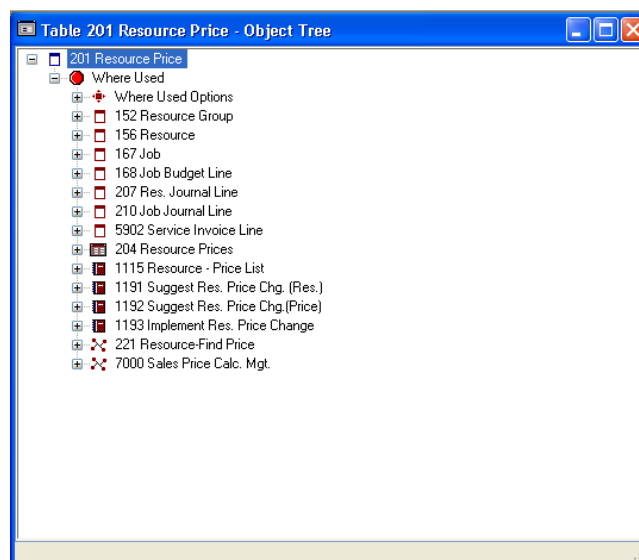 Table 201 Resource Price - Object Tree
201 Resource Price
Where Used
Where Used Options
152 Resource Group
156 Resource
167 Job
168 Job Budget Line
207 Res. Journal Line
210 Job Journal Line
5902 Service Invoice Line
204 Resource Prices
1115 Resource - Price List
1191 Suggest Res. Price Chg. (Res.)
1192 Suggest Res. Price Chg.(Price)
1193 Implement Res. Price Change
221 Resource-Find Price
7000 Sales Price Calc. Mgt.